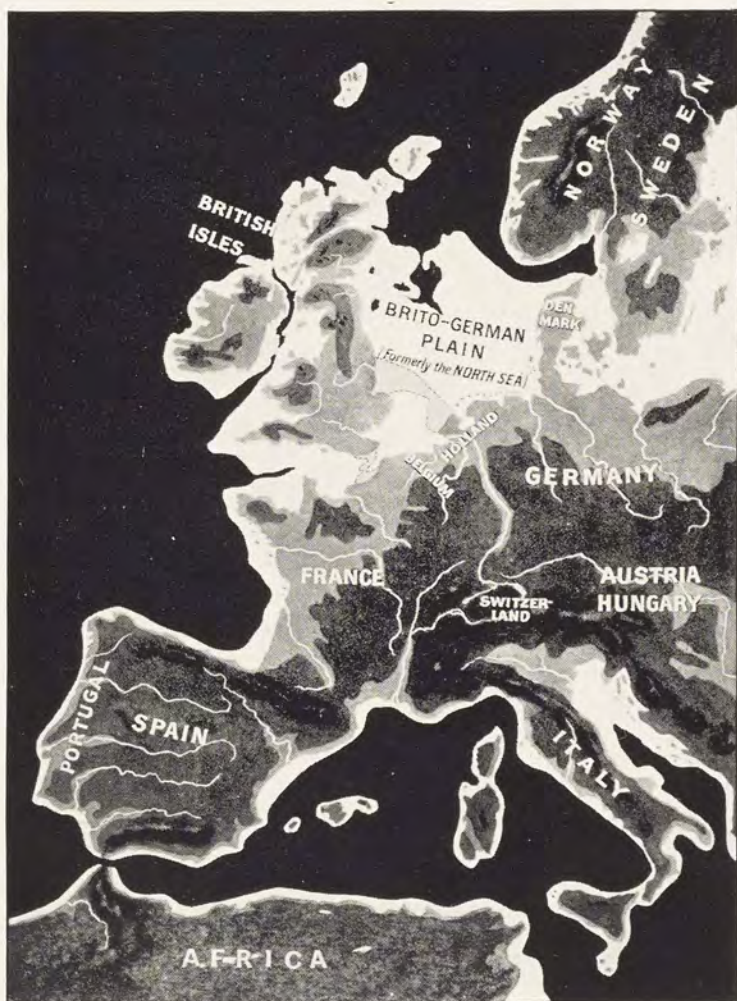 NORWAY
SWEDEN
BRITISH
ISLES
DEN
MARK
BRITO-GERMAN
PLAIN
(Formerly the NORTH SEA)
HOLLAND
BELGIUM
GERMANY
FRANCE
AUSTRIA
HUNGARY
SWITZER-
LAND
PORTUGAL
SPAIN
ITALY
AFRICA